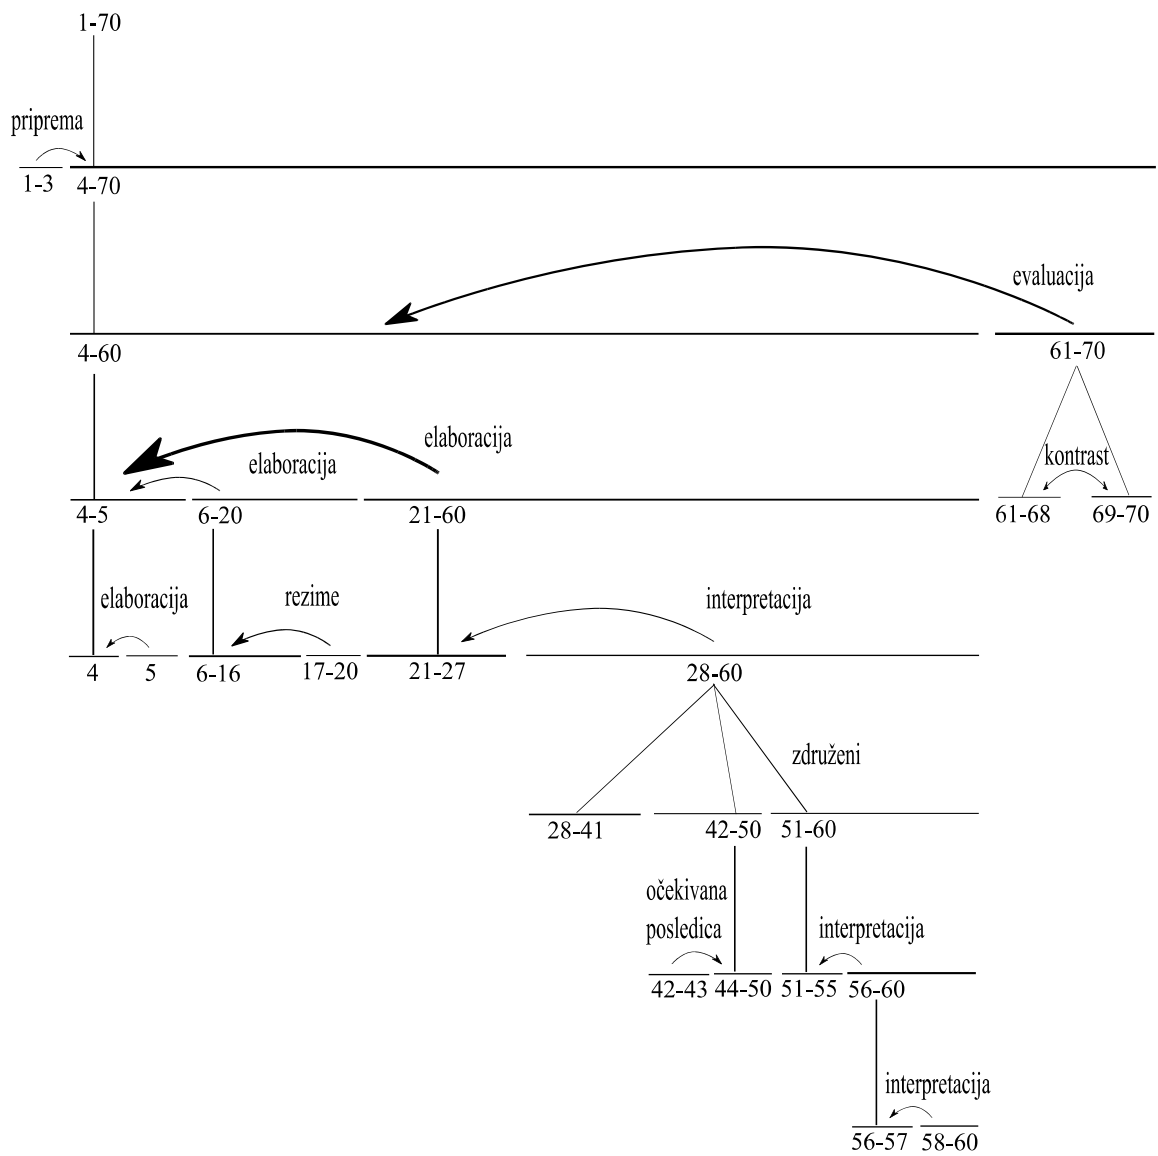 1-70
priprema
1-3
4-70
evaluacija
4-60
61-70
elaboracija
elaboracija
kontrast
4-5
6-20
21-60
61-68
69-70
elaboracija
rezime
interpretacija
4
5
6-16
17-20
21-27
28-60
združeni
28-41
42-50
51-60
očekivana
posledica
interpretacija
42-43
44-50
51-55
56-60
interpretacija
56-57
58-60